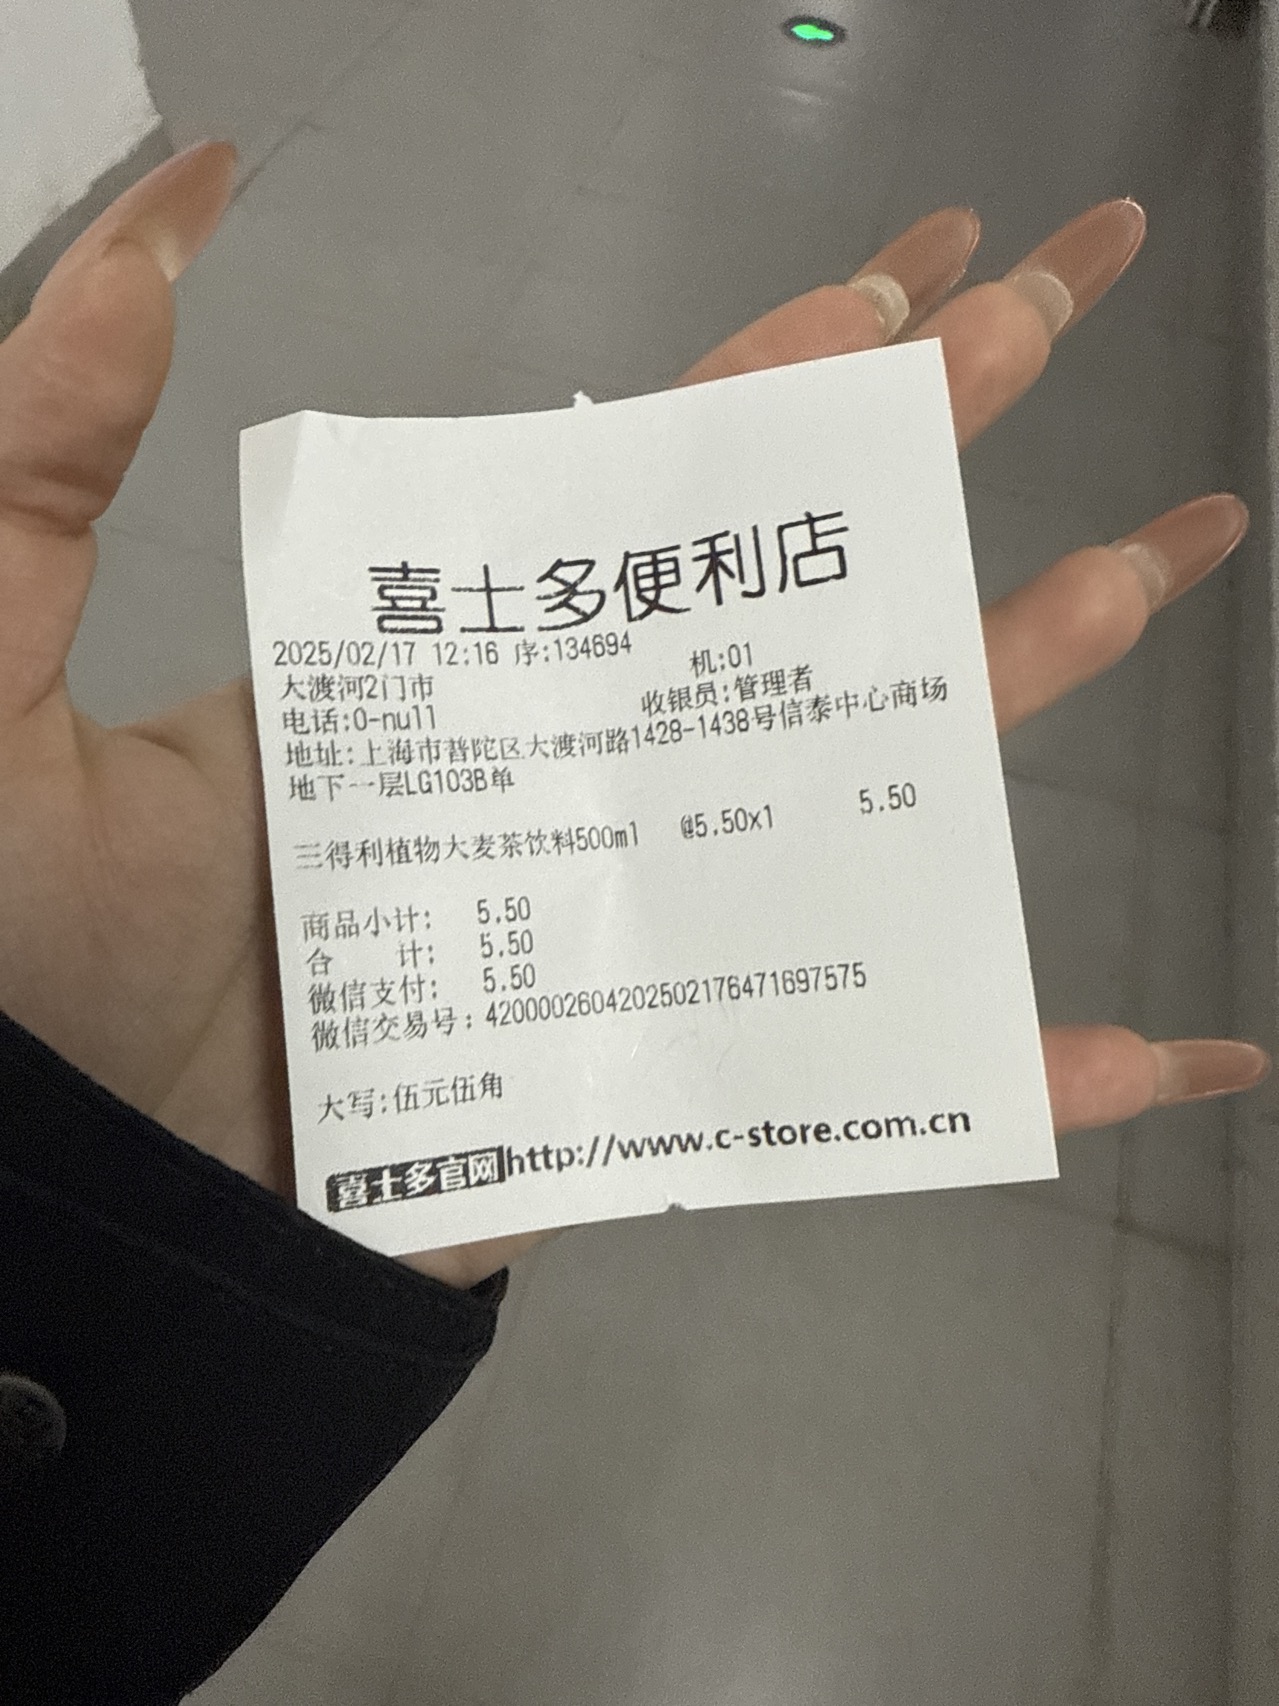 喜士多便利店
2025/02/17 12:16 序:134694 机:01
大渡河2门市 收银员:管理者
电话:0-null
地址:上海市普陀区大渡河路1428-1438号信泰中心商场
地下一层LG103B单
三得利植物大麦茶饮料500ml @5.50x1 5.50
商品小计: 5.50
合 计: 5.50
微信支付: 5.50
微信交易号: 4200002604202502176471697575
大写:伍元伍角
喜士多官网http://www.c-store.com.cn